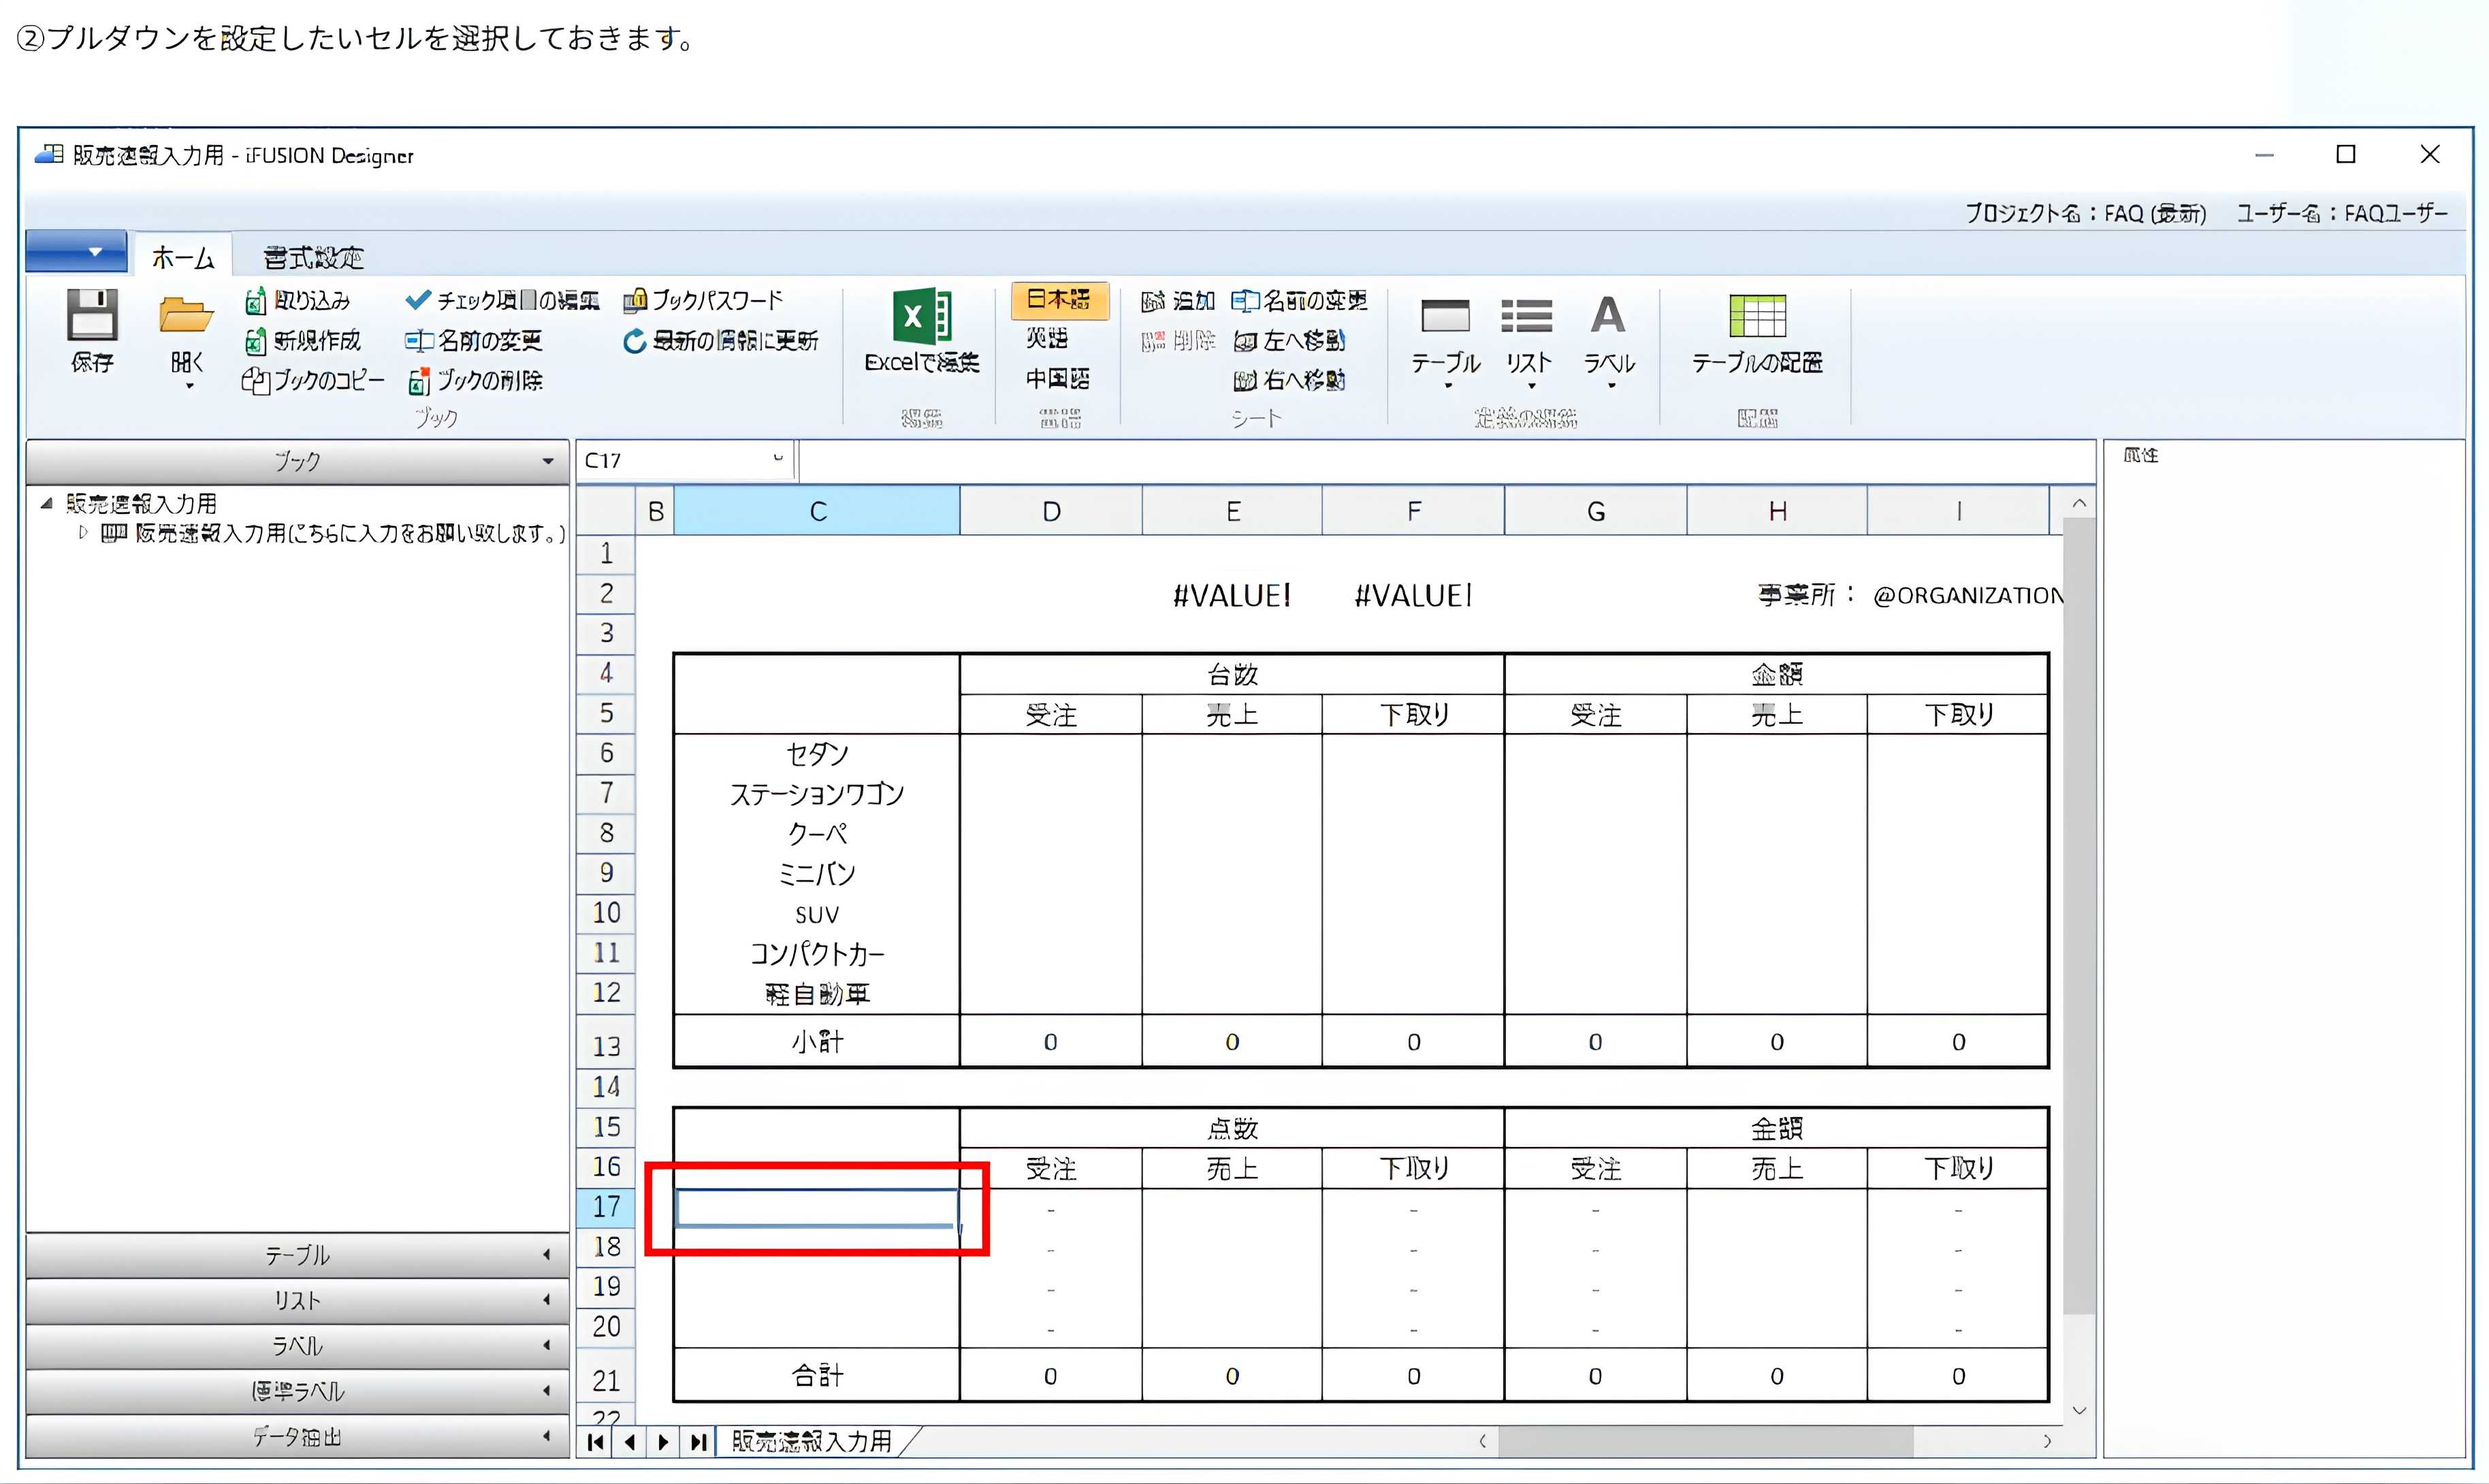 ②プルダウンを設定したいセルを選択しておきます。
販売速報入力用 - iFUSION Designer
プロジェクト名：FAQ (最新) ユーザー名：FAQユーザー
ホーム 書式設定
保存 開く
取り込み チェック項目の編集 ブックパスワード
新規作成 名前の変更 最新の情報に更新
ブックのコピー ブックの削除
ブック
Excelで編集
編集
日本語
英語
中国語
言語
追加 名前の変更
削除 左へ移動
右へ移動
シート
テーブル リスト ラベル
定義の編集
テーブルの配置
配置
ブック
販売速報入力用
販売速報入力用(こちらに入力をお願い致します。)
テーブル
リスト
ラベル
標準ラベル
データ抽出
C17
属性
B C D E F G H I
1
2 #VALUE! #VALUE! 事業所： @ORGANIZATION
3
4 台数 金額
5 受注 売上 下取り 受注 売上 下取り
6 セダン
7 ステーションワゴン
8 クーペ
9 ミニバン
10 SUV
11 コンパクトカー
12 軽自動車
13 小計 0 0 0 0 0 0
14
15 点数 金額
16 受注 売上 下取り 受注 売上 下取り
17 - - - -
18 - - - -
19 - - - -
20 - - - -
21 合計 0 0 0 0 0 0
22
販売速報入力用